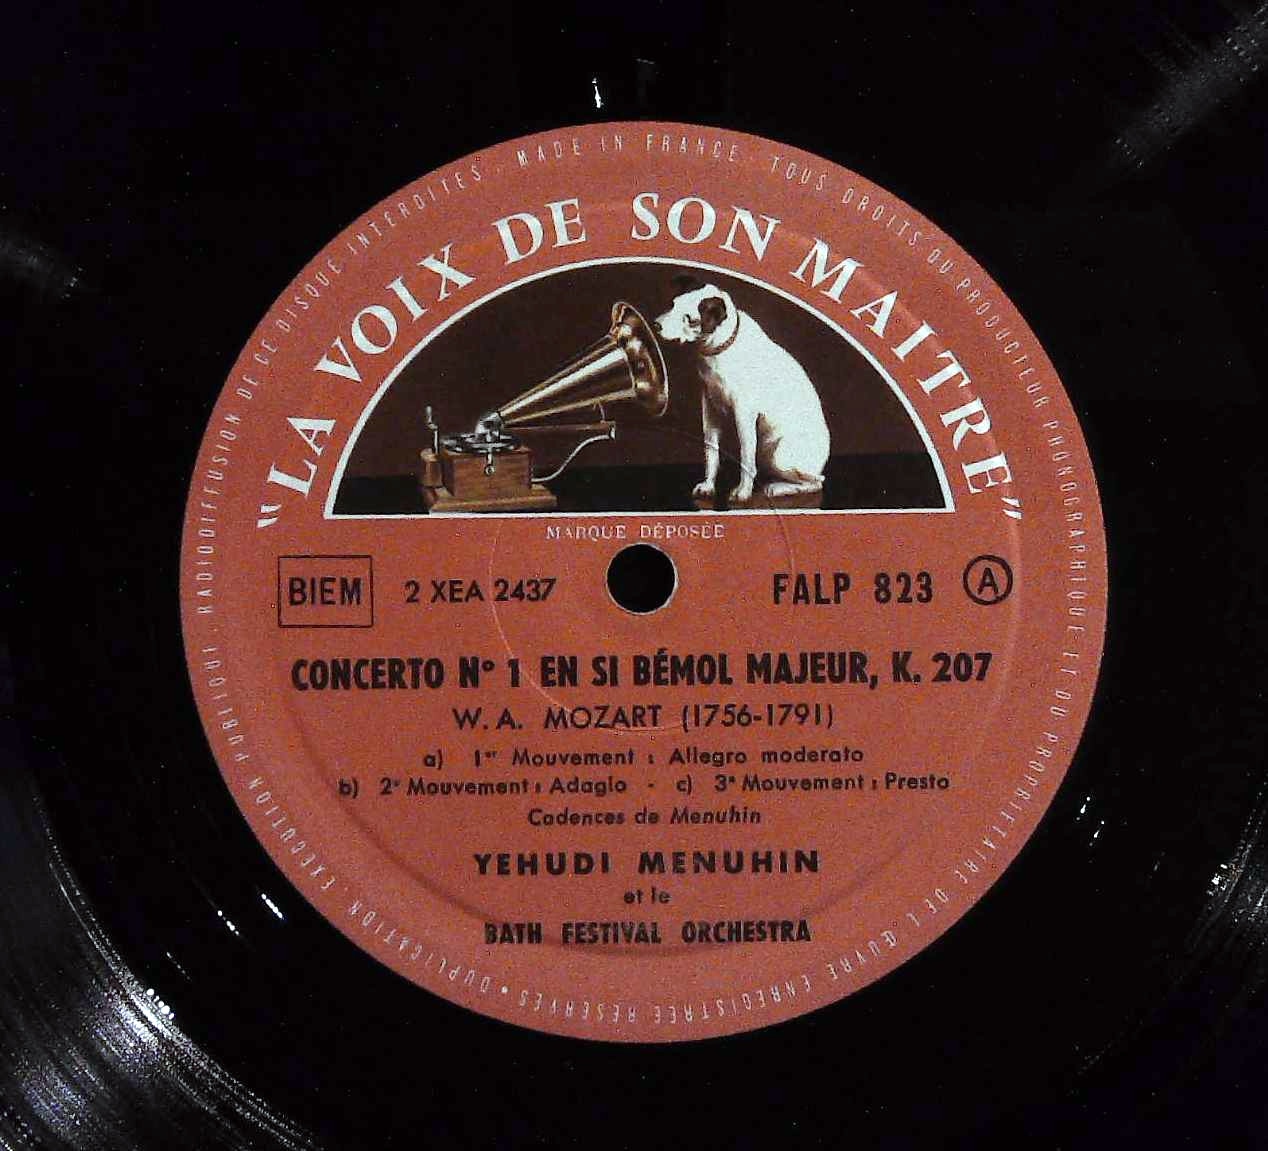 MADE IN FRANCE . TOUS DROITS DU PRODUCTEUR PHONOGRAPHIQUE ET DU PROPRIETAIRE DE L'ŒUVRE ENREGISTRÉE RÉSERVÉS • DUPLICATION . EXÉCUTION PUBLIQUE . RADIODIFFUSION DE CE DISQUE INTERDITES .
"LA VOIX DE SON MAITRE"
MARQUE DÉPOSÉE
BIEM 2 XEA 2437 FALP 823 A
CONCERTO N° 1 EN SI BÉMOL MAJEUR, K. 207
W. A. MOZART (1756-1791)
a) 1er Mouvement : Allegro moderato
b) 2e Mouvement : Adagio - c) 3e Mouvement : Presto
Cadences de Menuhin
YEHUDI MENUHIN
et le
BATH FESTIVAL ORCHESTRA